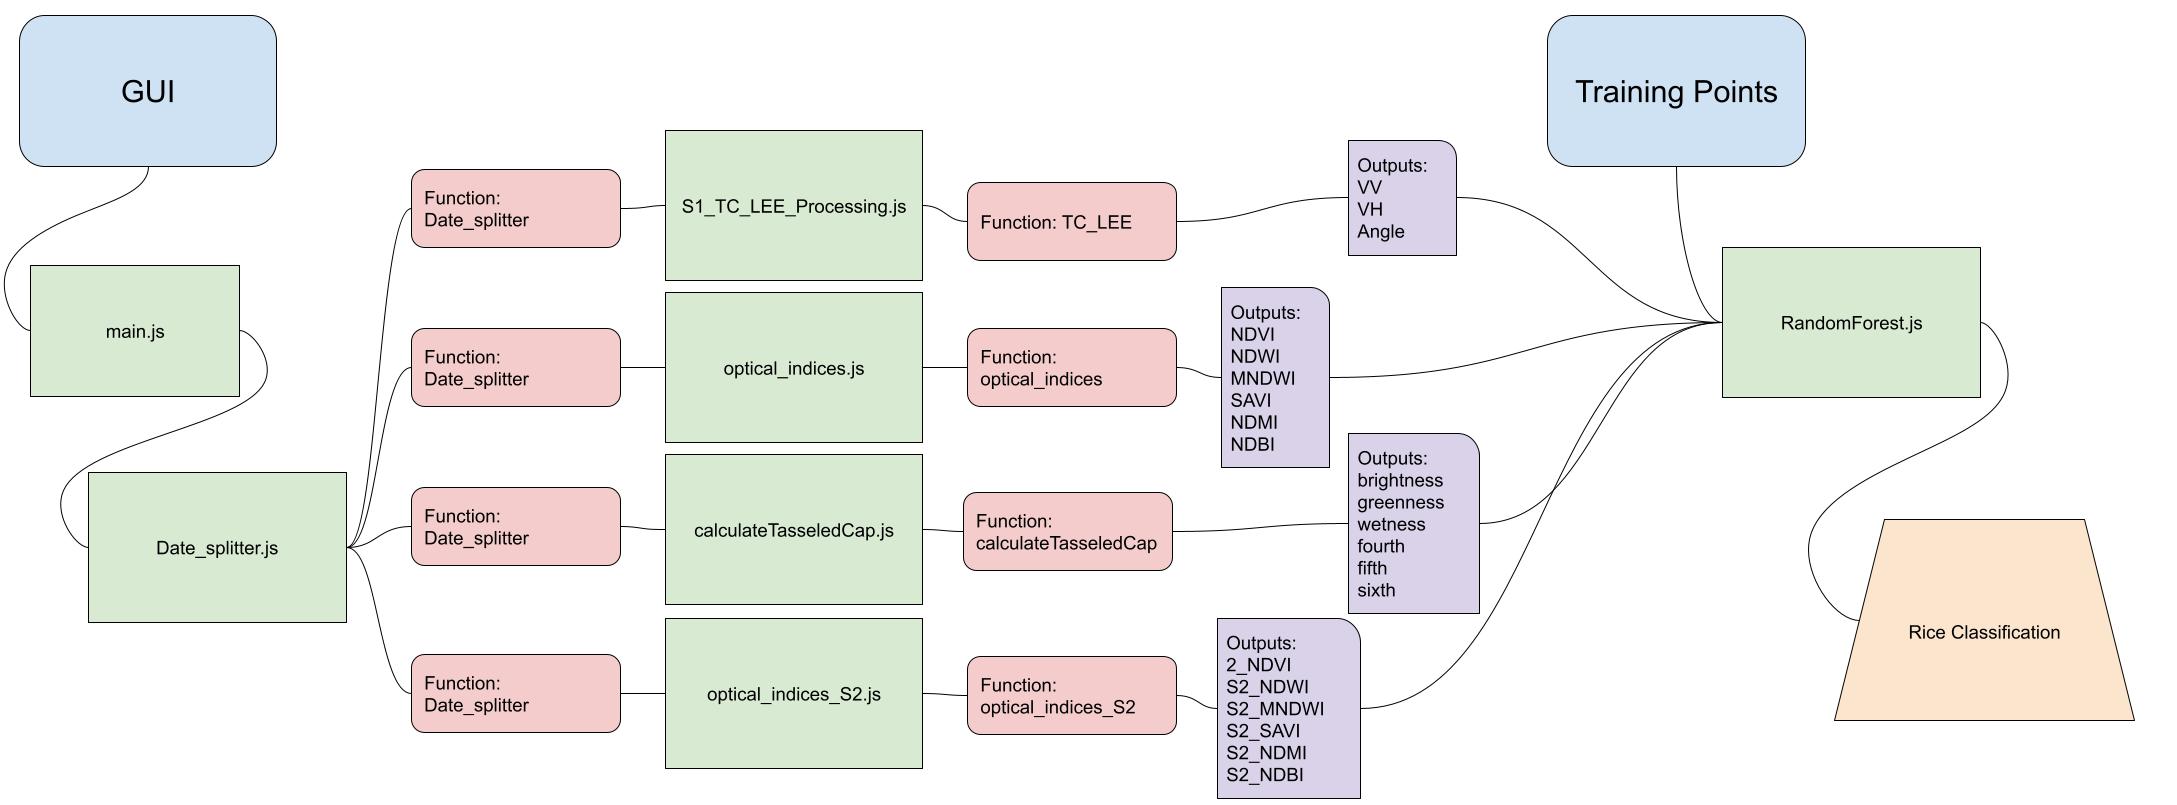 GUI
main.js
Date_splitter.js
Function:
Date_splitter
S1_TC_LEE_Processing.js
Function: TC_LEE
Outputs:
VV
VH
Angle
Function:
Date_splitter
optical_indices.js
Function:
optical_indices
Outputs:
NDVI
NDWI
MNDWI
SAVI
NDMI
NDBI
Function:
Date_splitter
calculateTasseledCap.js
Function:
calculateTasseledCap
Outputs:
brightness
greenness
wetness
fourth
fifth
sixth
Function:
Date_splitter
optical_indices_S2.js
Function:
optical_indices_S2
Outputs:
2_NDVI
S2_NDWI
S2_MNDWI
S2_SAVI
S2_NDMI
S2_NDBI
Training Points
RandomForest.js
Rice Classification